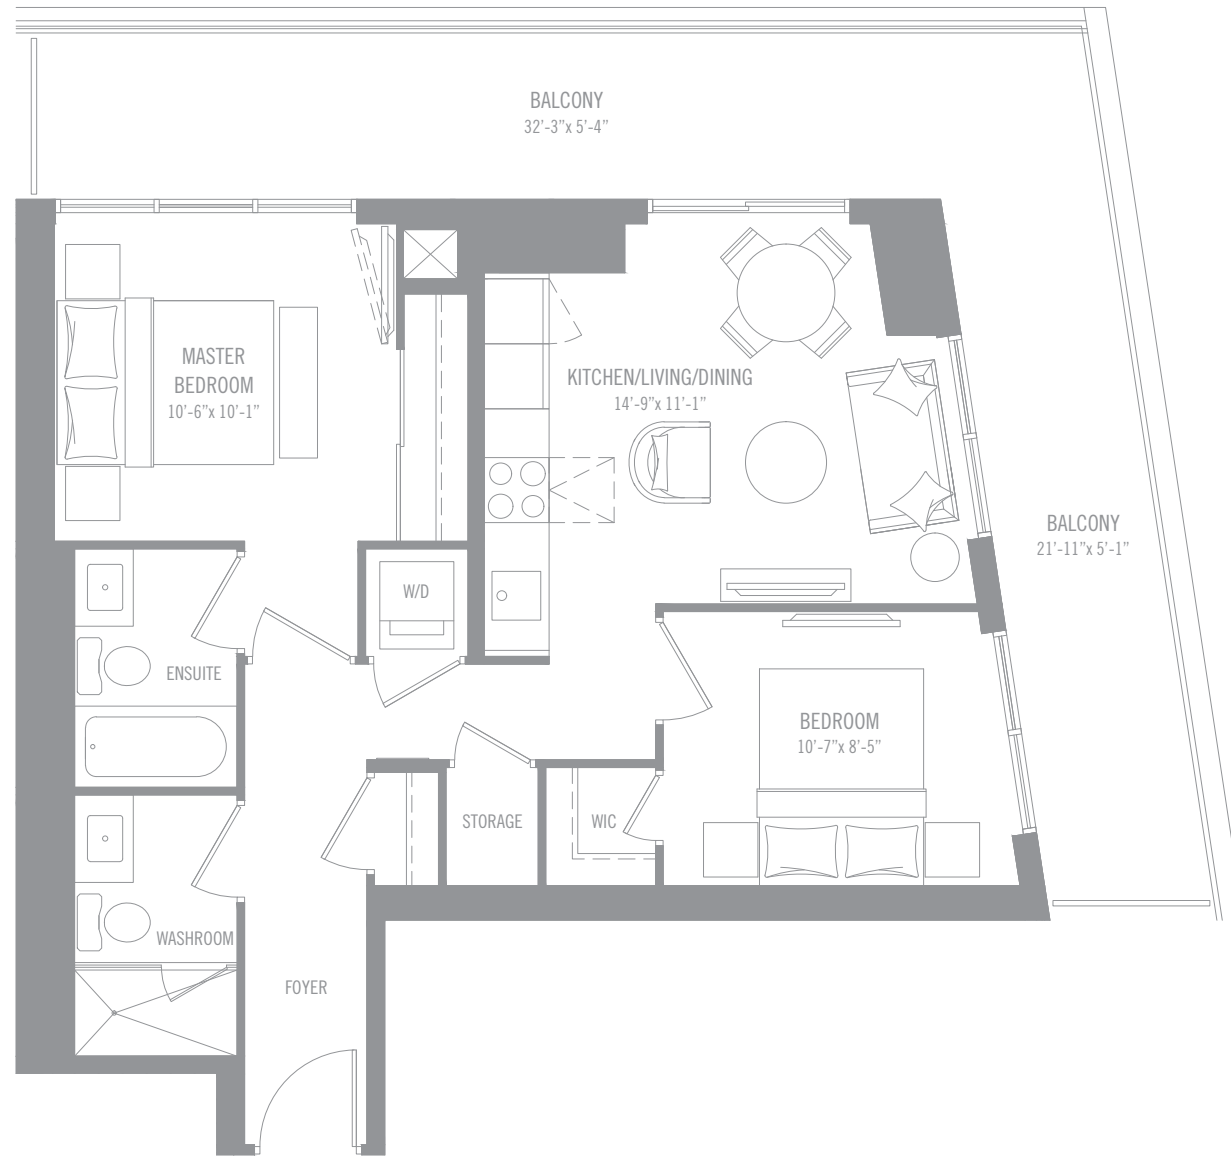 BALCONY
32’-3”x 5’-4”
MASTER
BEDROOM
10’-6”x 10’-1”
KITCHEN/LIVING/DINING
14’-9”x 11’-1”
BALCONY
21’-11”x 5’-1”
W/D
ENSUITE
BEDROOM
10’-7”x 8’-5”
STORAGE
WIC
WASHROOM
FOYER